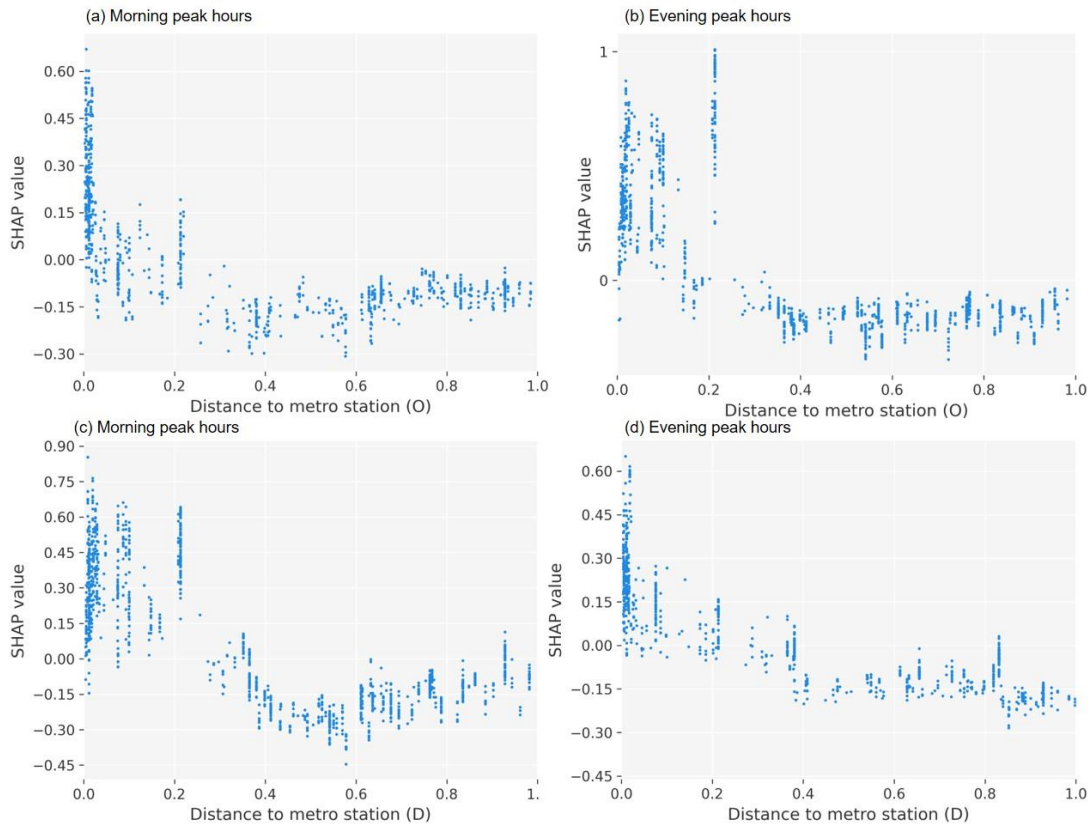 (a) Morning peak hours
(b) Evening peak hours
0.60
0.45
0.30
0.15
0.00
−0.15
−0.30
SHAP value
0.0 0.2 0.4 0.6 0.8 1.0
Distance to metro station (O)
1
0
SHAP value
0.0 0.2 0.4 0.6 0.8 1.0
Distance to metro station (O)
(c) Morning peak hours
(d) Evening peak hours
0.90
0.75
0.60
0.45
0.30
0.15
0.00
−0.15
−0.30
−0.45
SHAP value
0.0 0.2 0.4 0.6 0.8 1.
Distance to metro station (D)
0.60
0.45
0.30
0.15
0.00
−0.15
−0.30
−0.45
SHAP value
0.0 0.2 0.4 0.6 0.8 1.0
Distance to metro station (D)